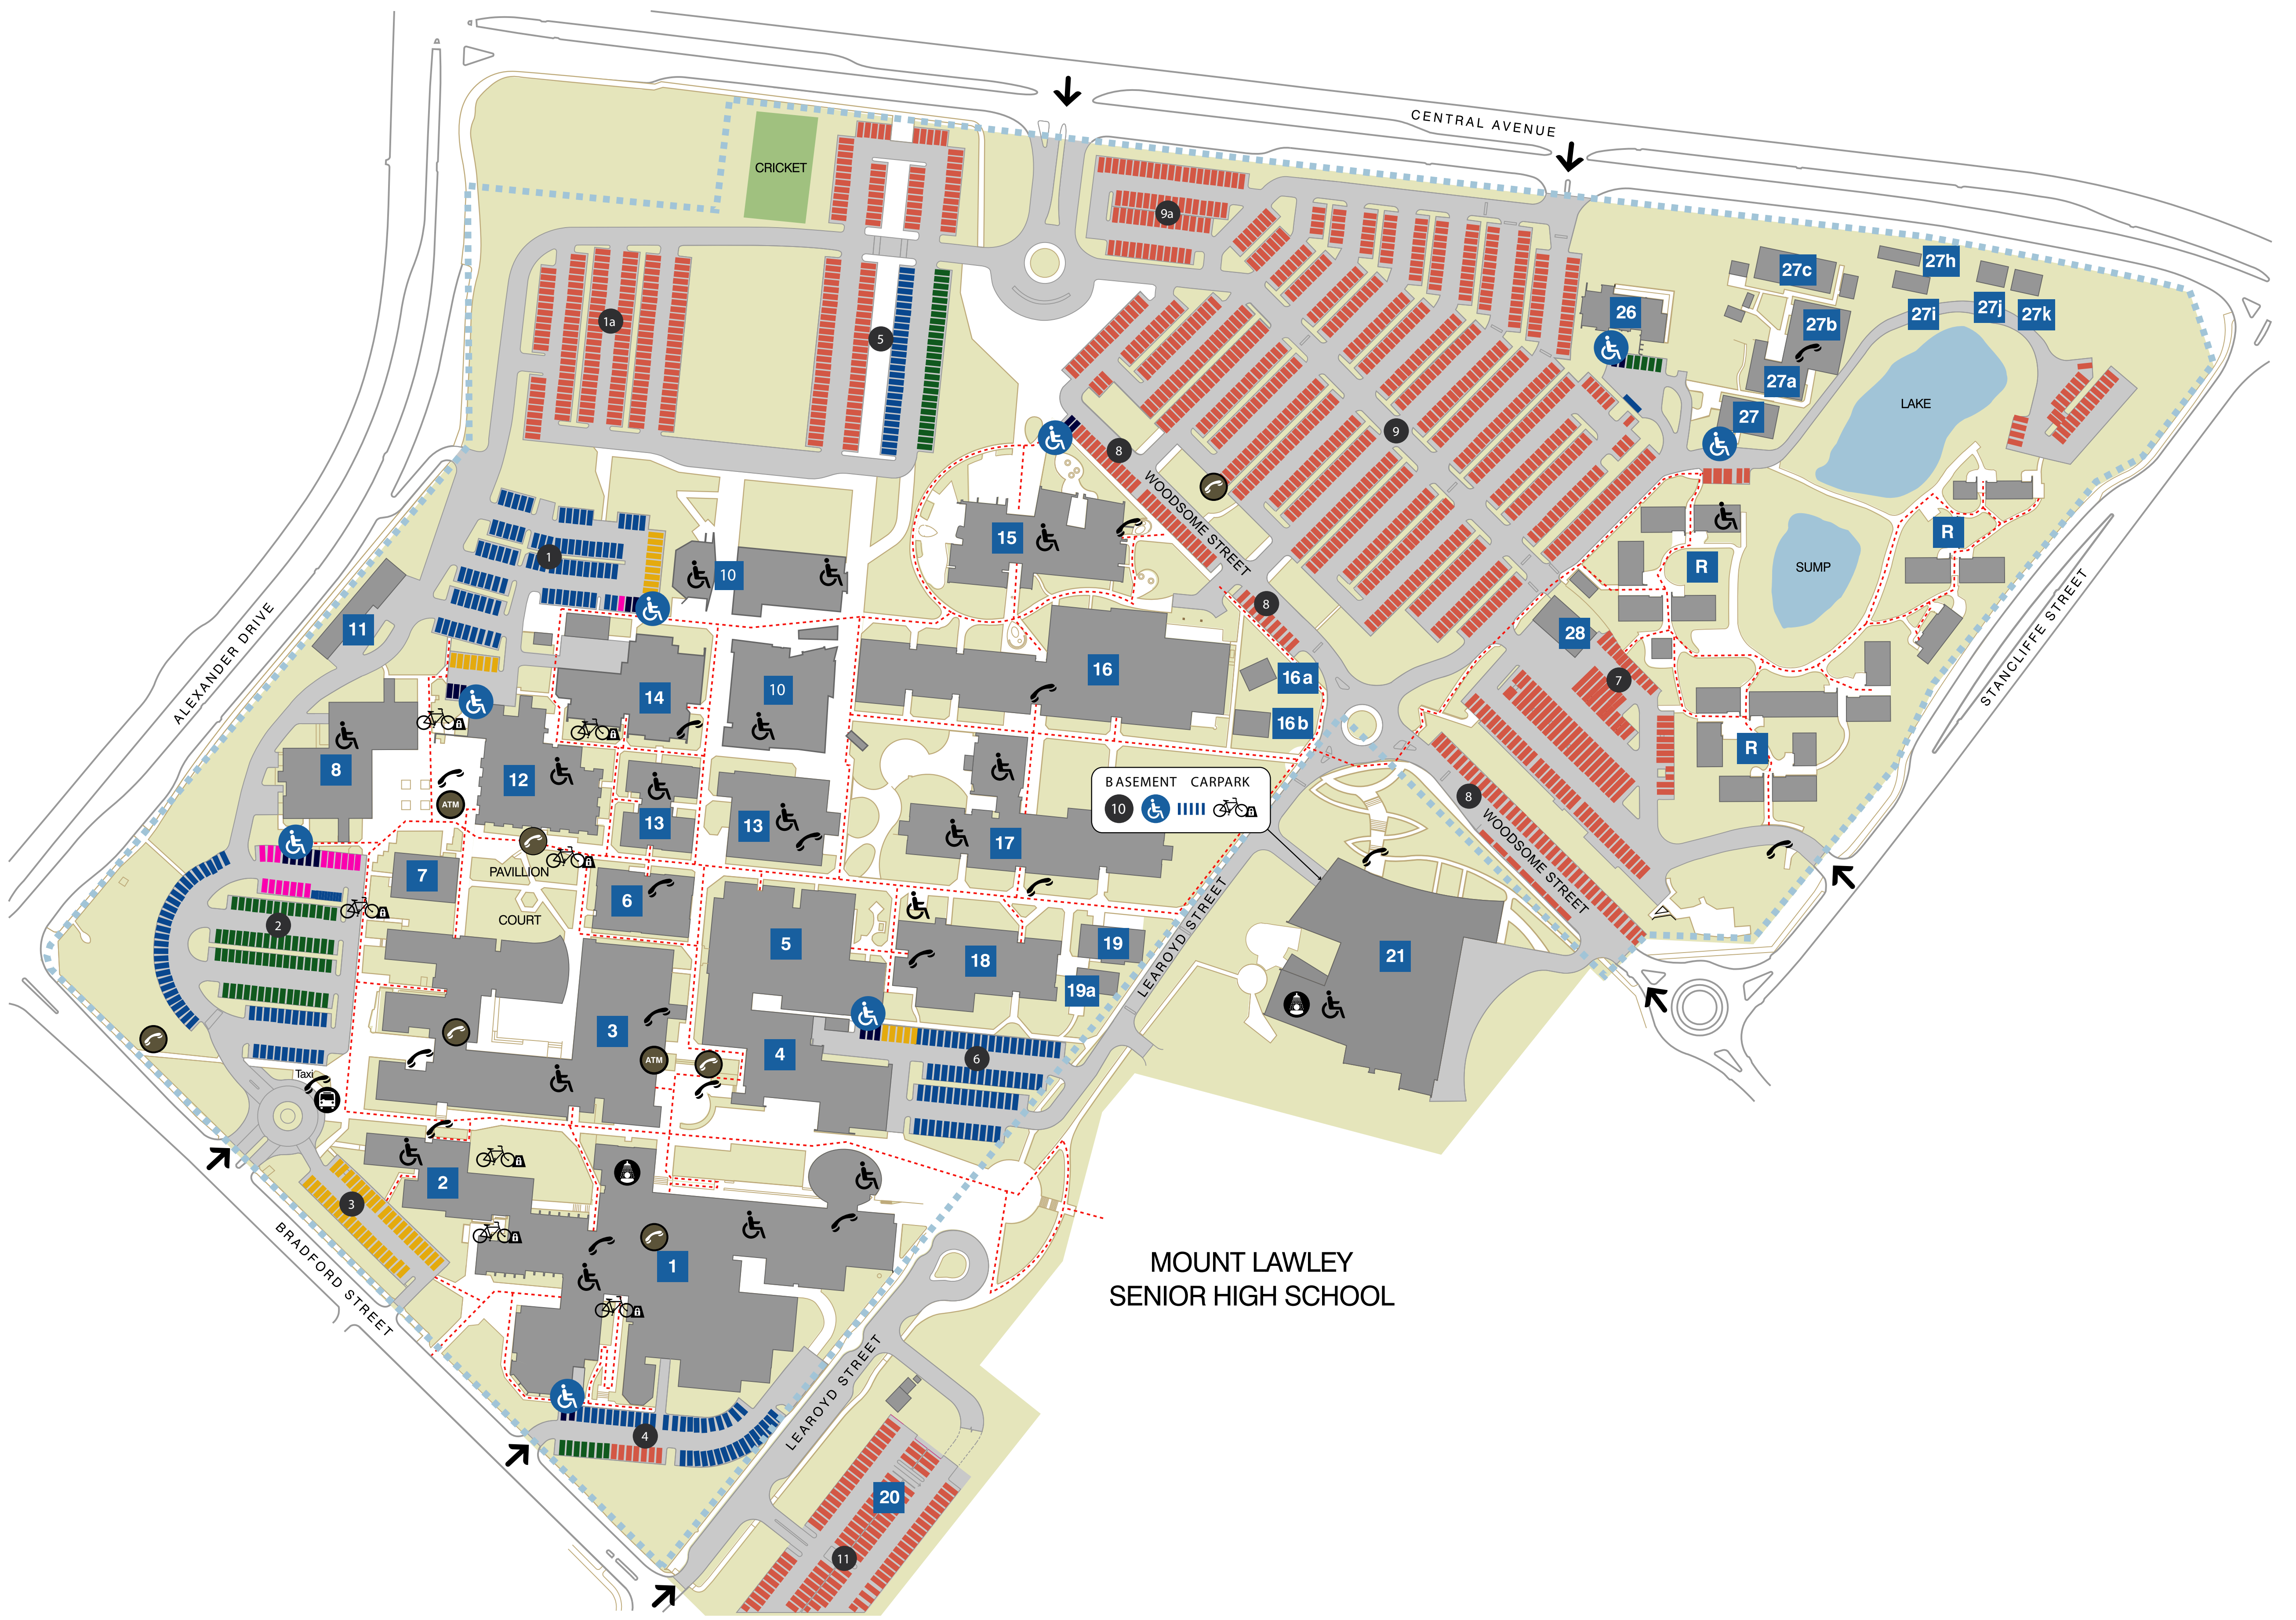 CENTRAL AVENUE
CRICKET
9a
27c
27h
27i
27j
27k
26
27b
1a
5
27a
27
LAKE
9
8
WOODSOME STREET
15
R
R
1
10
SUMP
8
11
28
ALEXANDER DRIVE
STANCLIFFE STREET
16
16a
7
14
10
16b
R
8
12
BASEMENT CARPARK
10
ATM
13
13
17
8
WOODSOME STREET
7
PAVILLION
6
COURT
2
5
18
19
21
19a
LEAROYD STREET
3
ATM
4
6
Taxi
2
3
1
BRADFORD STREET
MOUNT LAWLEY
SENIOR HIGH SCHOOL
LEAROYD STREET
4
20
11